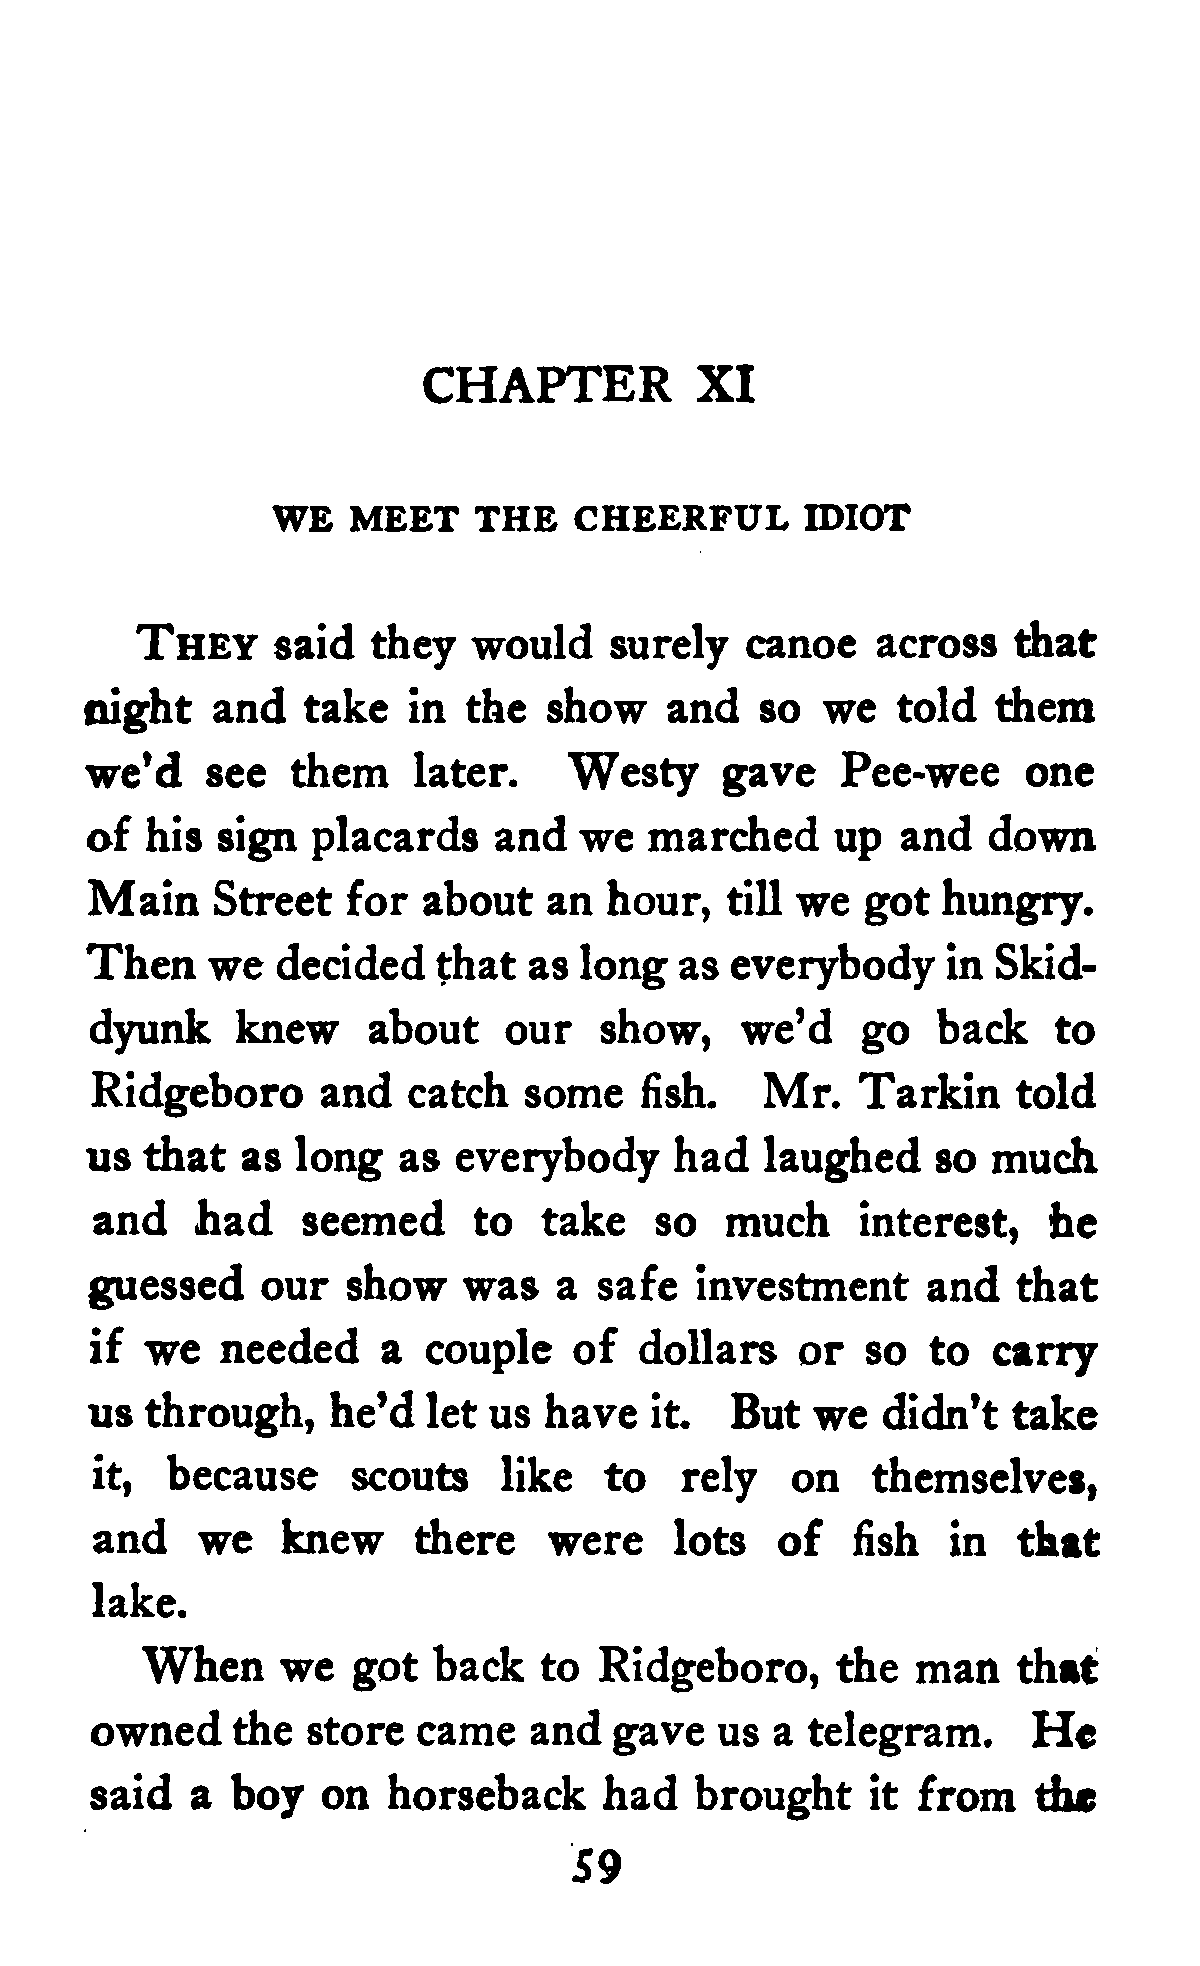 CHAPTER XI
WE MEET THE CHEERFUL IDIOT
THEY said they would surely canoe across that
night and take in the show and so we told them
we'd see them later. Westy gave Pee-wee one
of his sign placards and we marched up and down
Main Street for about an hour, till we got hungry.
Then we decided that as long as everybody in Skid-
dyunk knew about our show, we'd go back to
Ridgeboro and catch some fish. Mr. Tarkin told
us that as long as everybody had laughed so much
and had seemed to take so much interest, he
guessed our show was a safe investment and that
if we needed a couple of dollars or so to carry
us through, he'd let us have it. But we didn't take
it, because scouts like to rely on themselves,
and we knew there were lots of fish in that
lake.
When we got back to Ridgeboro, the man that
owned the store came and gave us a telegram. He
said a boy on horseback had brought it from the
59